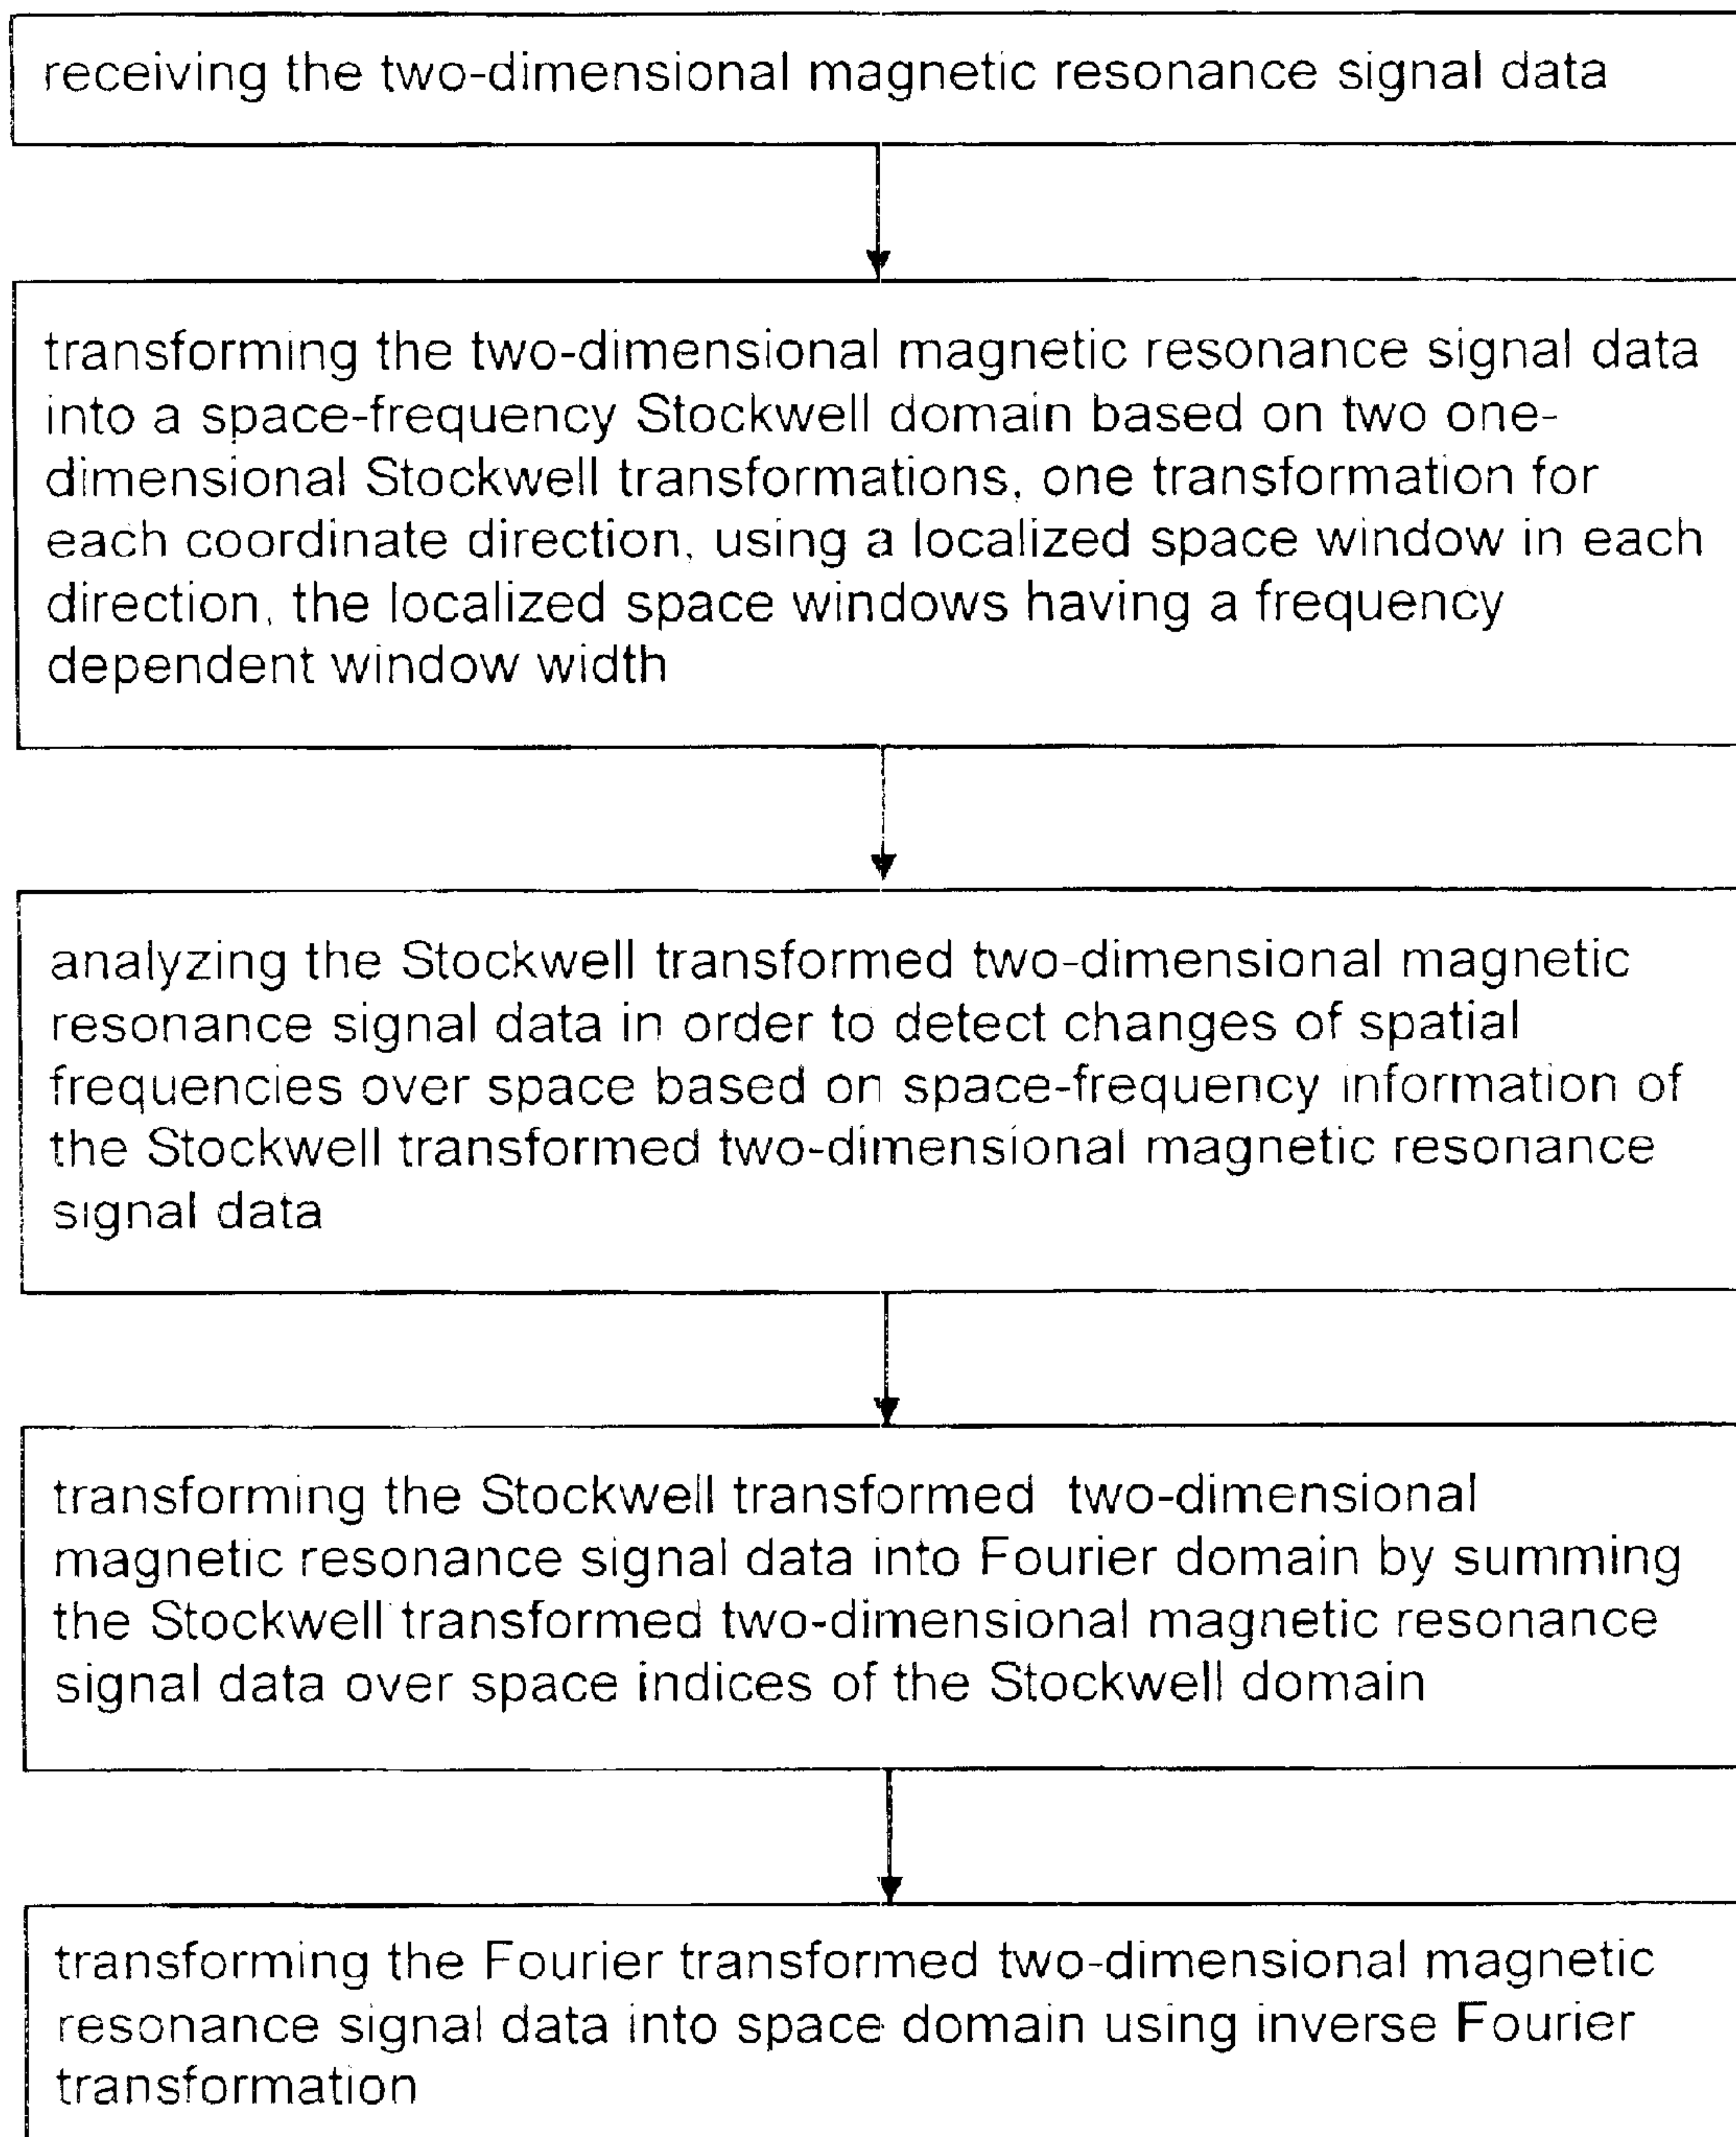 receiving the two-dimensional magnetic resonance signal data
transforming the two-dimensional magnetic resonance signal data
into a space-frequency Stockwell domain based on two one-
dimensional Stockwell transformations, one transformation for
each coordinate direction, using a localized space window in each
direction, the localized space windows having a frequency
dependent window width
analyzing the Stockwell transformed two-dimensional magnetic
resonance signal data in order to detect changes of spatial
frequencies over space based on space-frequency information of
the Stockwell transformed two-dimensional magnetic resonance
signal data
transforming the Stockwell transformed two-dimensional
magnetic resonance signal data into Fourier domain by summing
the Stockwell transformed two-dimensional magnetic resonance
signal data over space indices of the Stockwell domain
transforming the Fourier transformed two-dimensional magnetic
resonance signal data into space domain using inverse Fourier
transformation